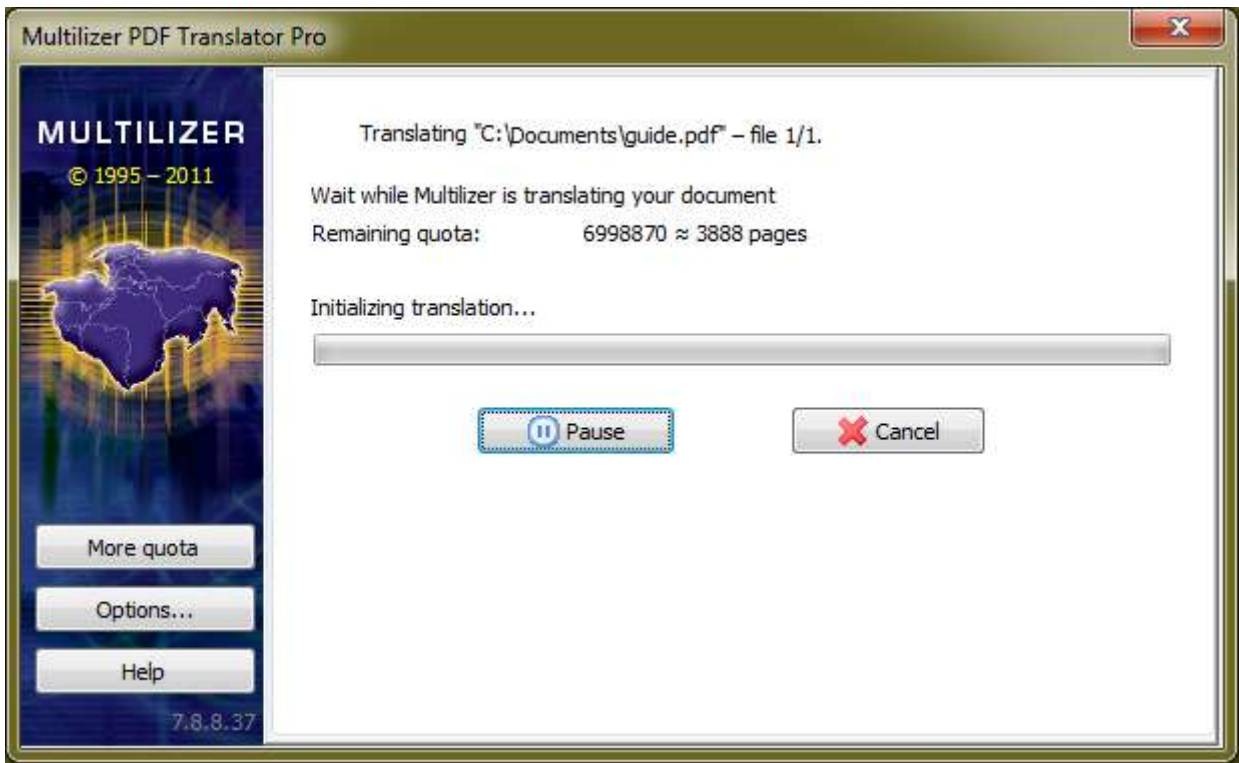 Multilizer PDF Translator Pro
MULTILIZER
© 1995 – 2011
Translating "C:\Documents\guide.pdf" – file 1/1.
Wait while Multilizer is translating your document
Remaining quota: 6998870 ≈ 3888 pages
Initializing translation...
Pause
Cancel
More quota
Options...
Help
7.8.8.37